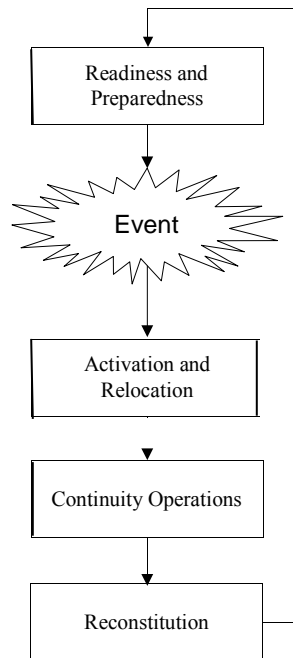 Readiness and
Preparedness
Event
Activation and
Relocation
Continuity Operations
Reconstitution